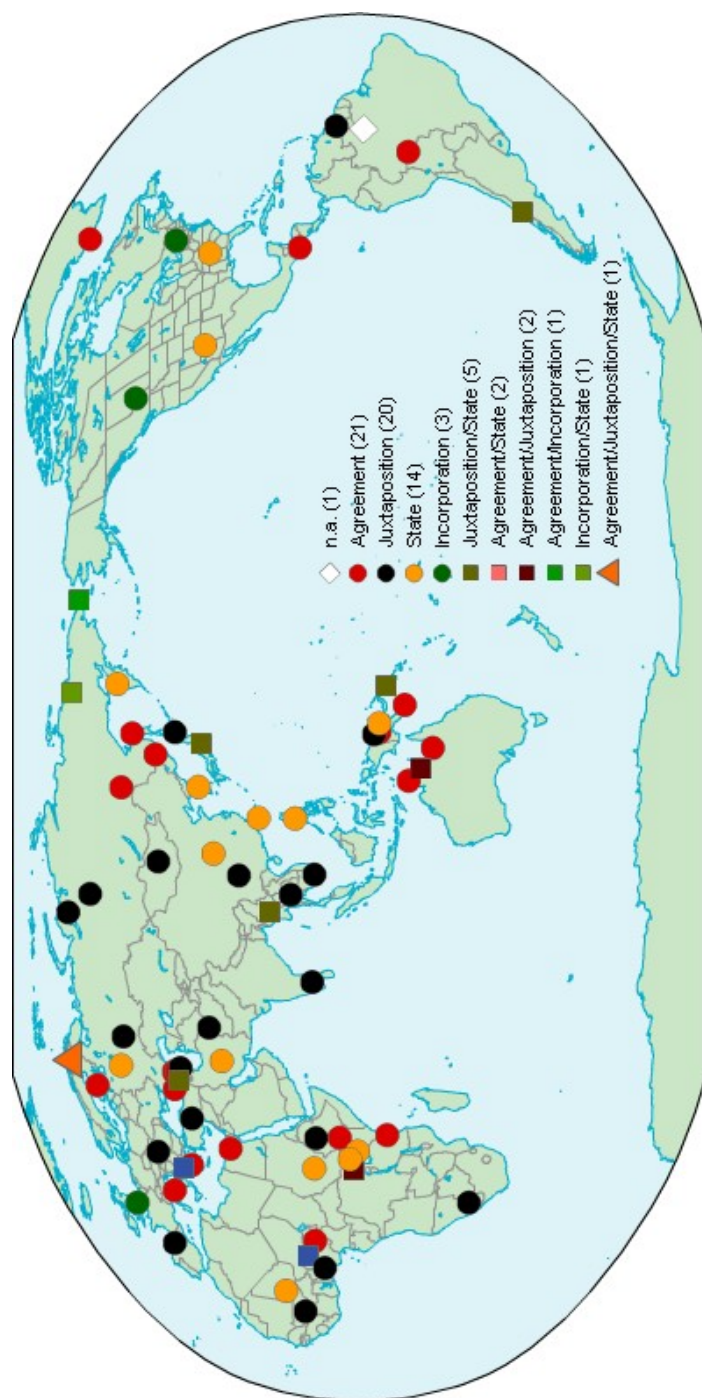 n.a. (1)
Agreement (21)
Juxtaposition (20)
State (14)
Incorporation (3)
Juxtaposition/State (5)
Agreement/State (2)
Agreement/Juxtaposition (2)
Agreement/Incorporation (1)
Incorporation/State (1)
Agreement/Juxtaposition/State (1)